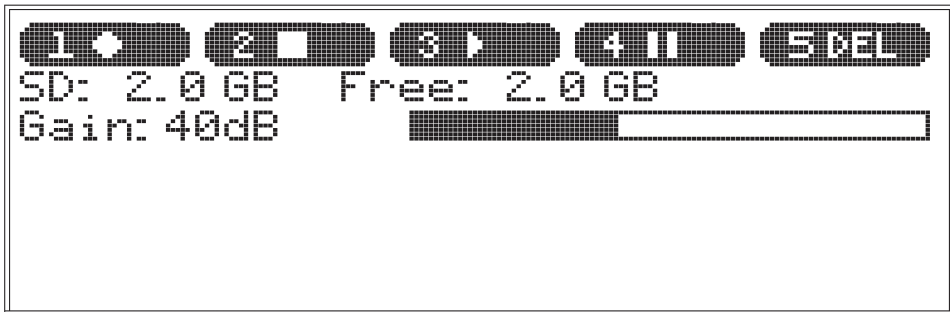 1 ● 2 ■ 3 ▶ 4 ⏸ 5 DEL
SD: 2.0 GB Free: 2.0 GB
Gain: 40dB